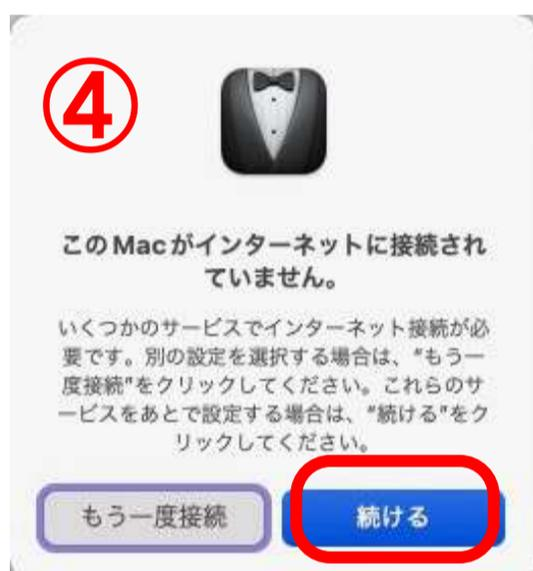 ④
このMacがインターネットに接続され
ていません。
いくつかのサービスでインターネット接続が必
要です。別の設定を選択する場合は、“もう一
度接続”をクリックしてください。これらのサ
ービスをあとで設定する場合は、“続ける”をク
リックしてください。
もう一度接続
続ける